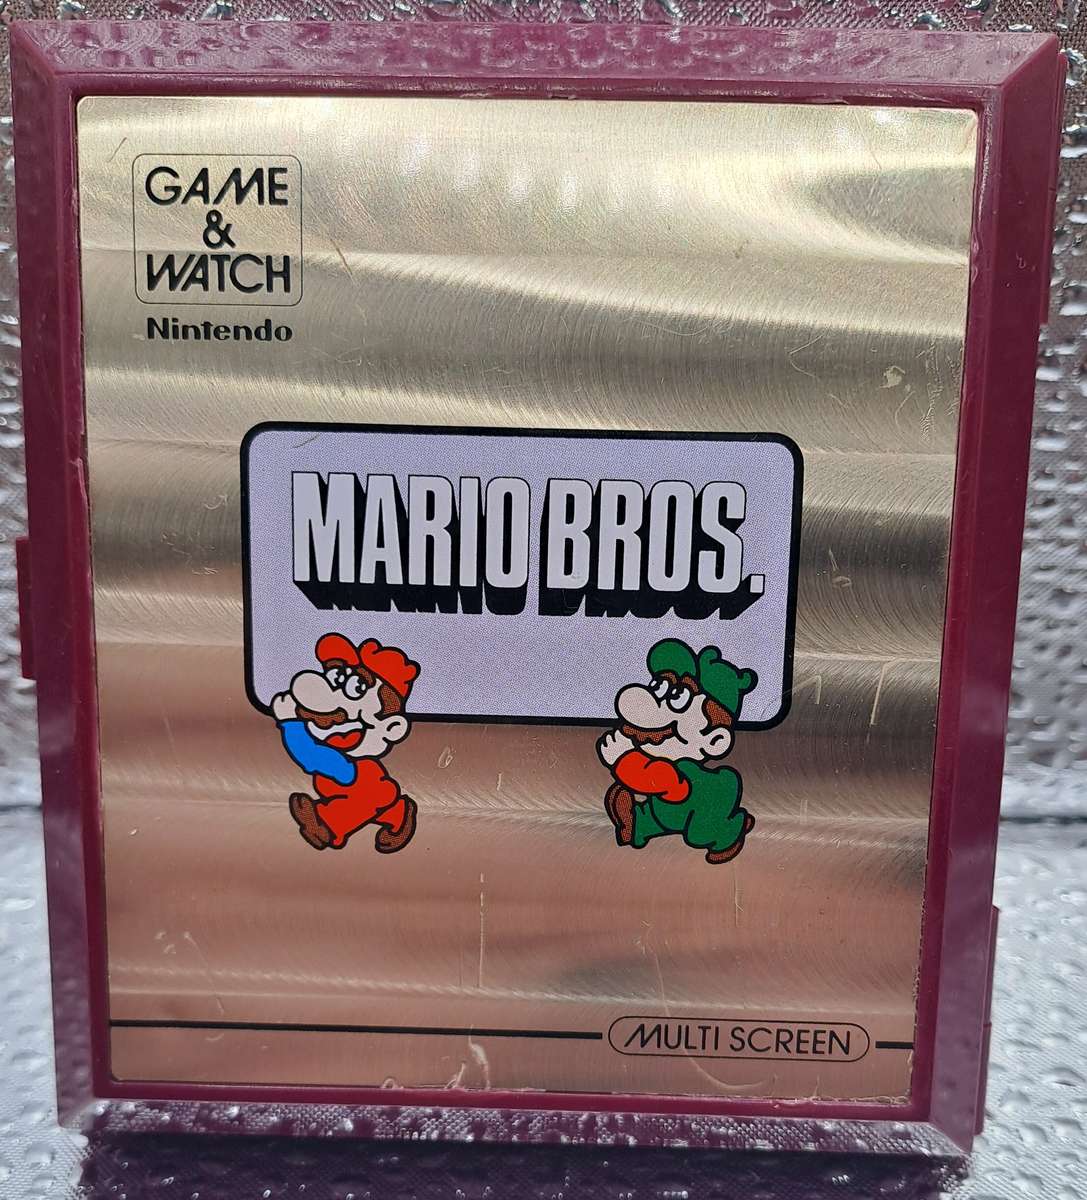 GAME
&
WATCH
Nintendo
MARIO BROS.
MULTI SCREEN